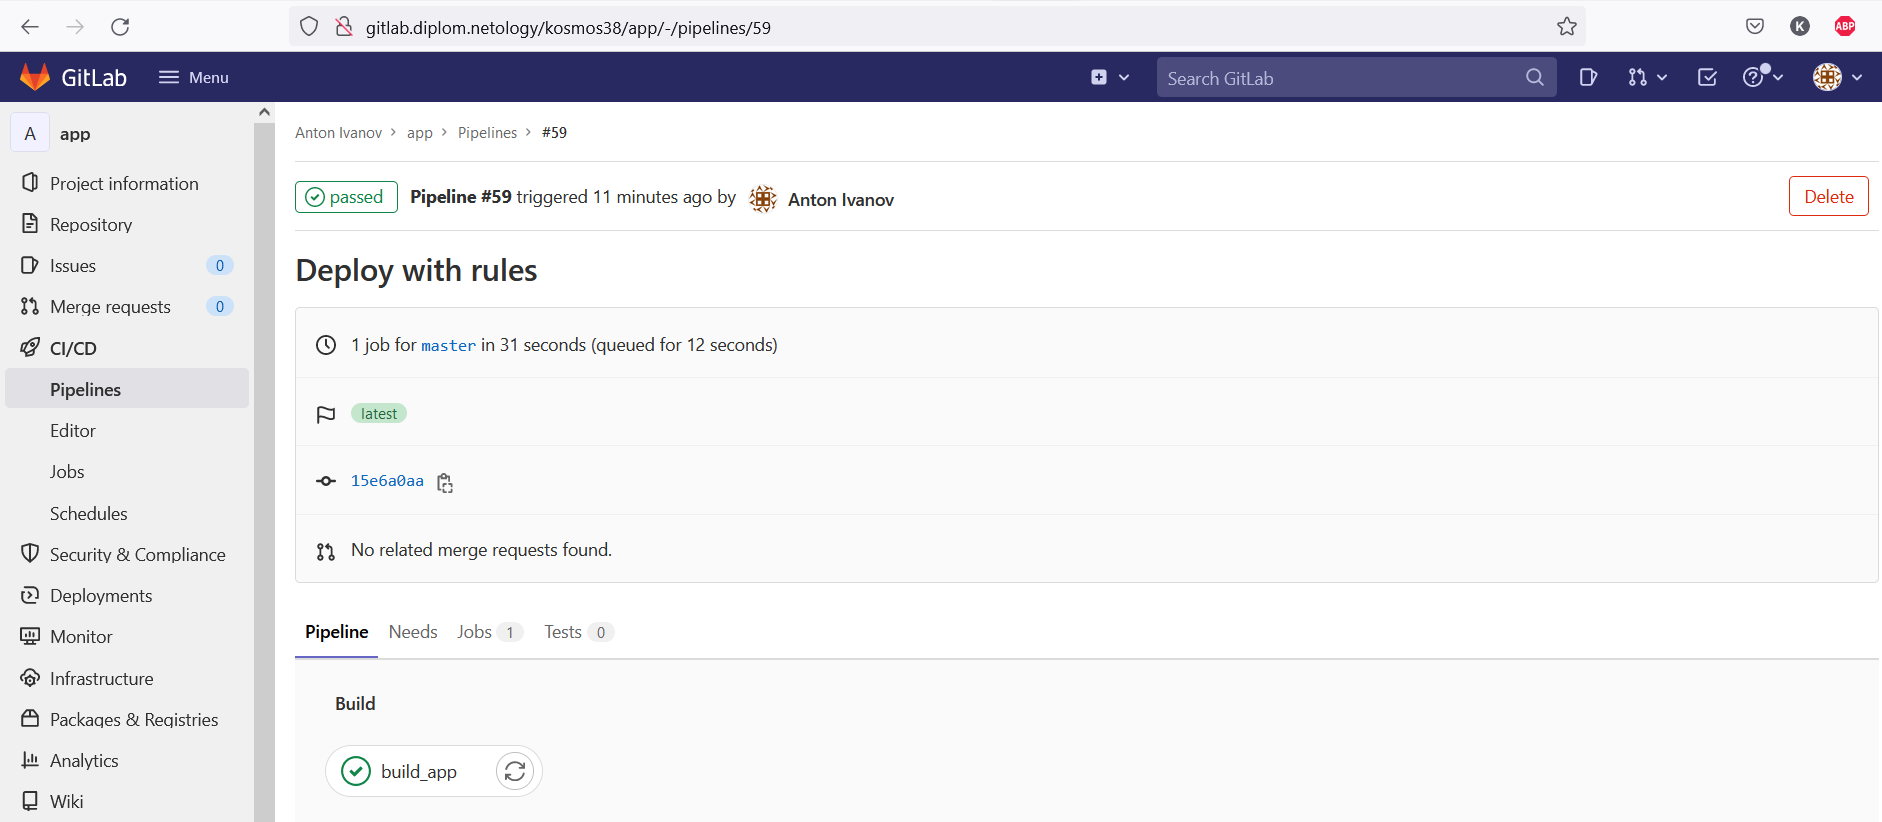 gitlab.diplom.netology/kosmos38/app/-/pipelines/59
K
ABP
GitLab
Menu
Search GitLab
A app
Project information
Repository
Issues 0
Merge requests 0
CI/CD
Pipelines
Editor
Jobs
Schedules
Security & Compliance
Deployments
Monitor
Infrastructure
Packages & Registries
Analytics
Wiki
Anton Ivanov > app > Pipelines > #59
passed Pipeline #59 triggered 11 minutes ago by Anton Ivanov
Delete
Deploy with rules
1 job for master in 31 seconds (queued for 12 seconds)
latest
15e6a0aa
No related merge requests found.
Pipeline Needs Jobs 1 Tests 0
Build
build_app